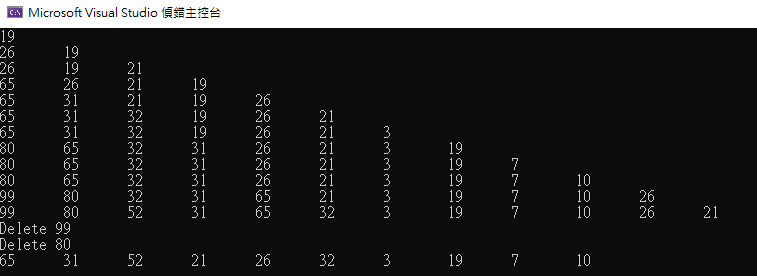 Microsoft Visual Studio 偵錯主控台
19
26 19
26 19 21
65 26 21 19
65 31 21 19 26
65 31 32 19 26 21
65 31 32 19 26 21 3
80 65 32 31 26 21 3 19
80 65 32 31 26 21 3 19 7
80 65 32 31 26 21 3 19 7 10
99 80 32 31 65 21 3 19 7 10 26
99 80 52 31 65 32 3 19 7 10 26 21
Delete 99
Delete 80
65 31 52 21 26 32 3 19 7 10